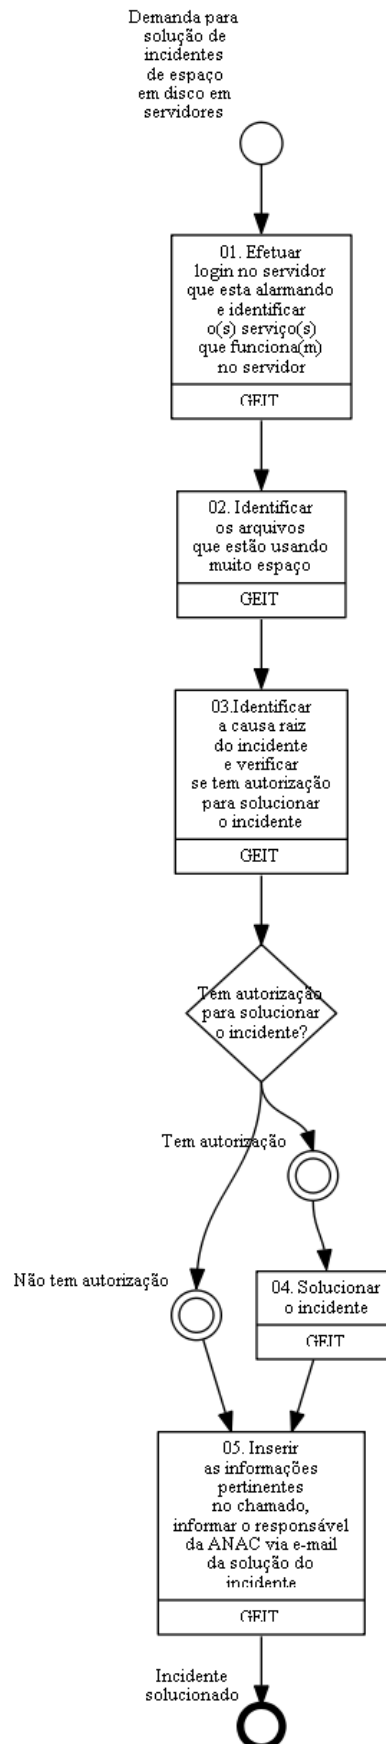 Demanda para
solução de
incidentes
de espaço
em disco em
servidores
01. Efetuar
login no servidor
que esta alarmando
e identificar
o(s) serviço(s)
que funciona(m)
no servidor
GEIT
02. Identificar
os arquivos
que estão usando
muito espaço
GEIT
03.Identificar
a causa raiz
do incidente
e verificar
se tem autorização
para solucionar
o incidente
GEIT
Tem autorização
para solucionar
o incidente?
Tem autorização
Não tem autorização
04. Solucionar
o incidente
GEIT
05. Inserir
as informações
pertinentes
no chamado,
informar o responsável
da ANAC via e-mail
da solução do
incidente
GEIT
Incidente
solucionado